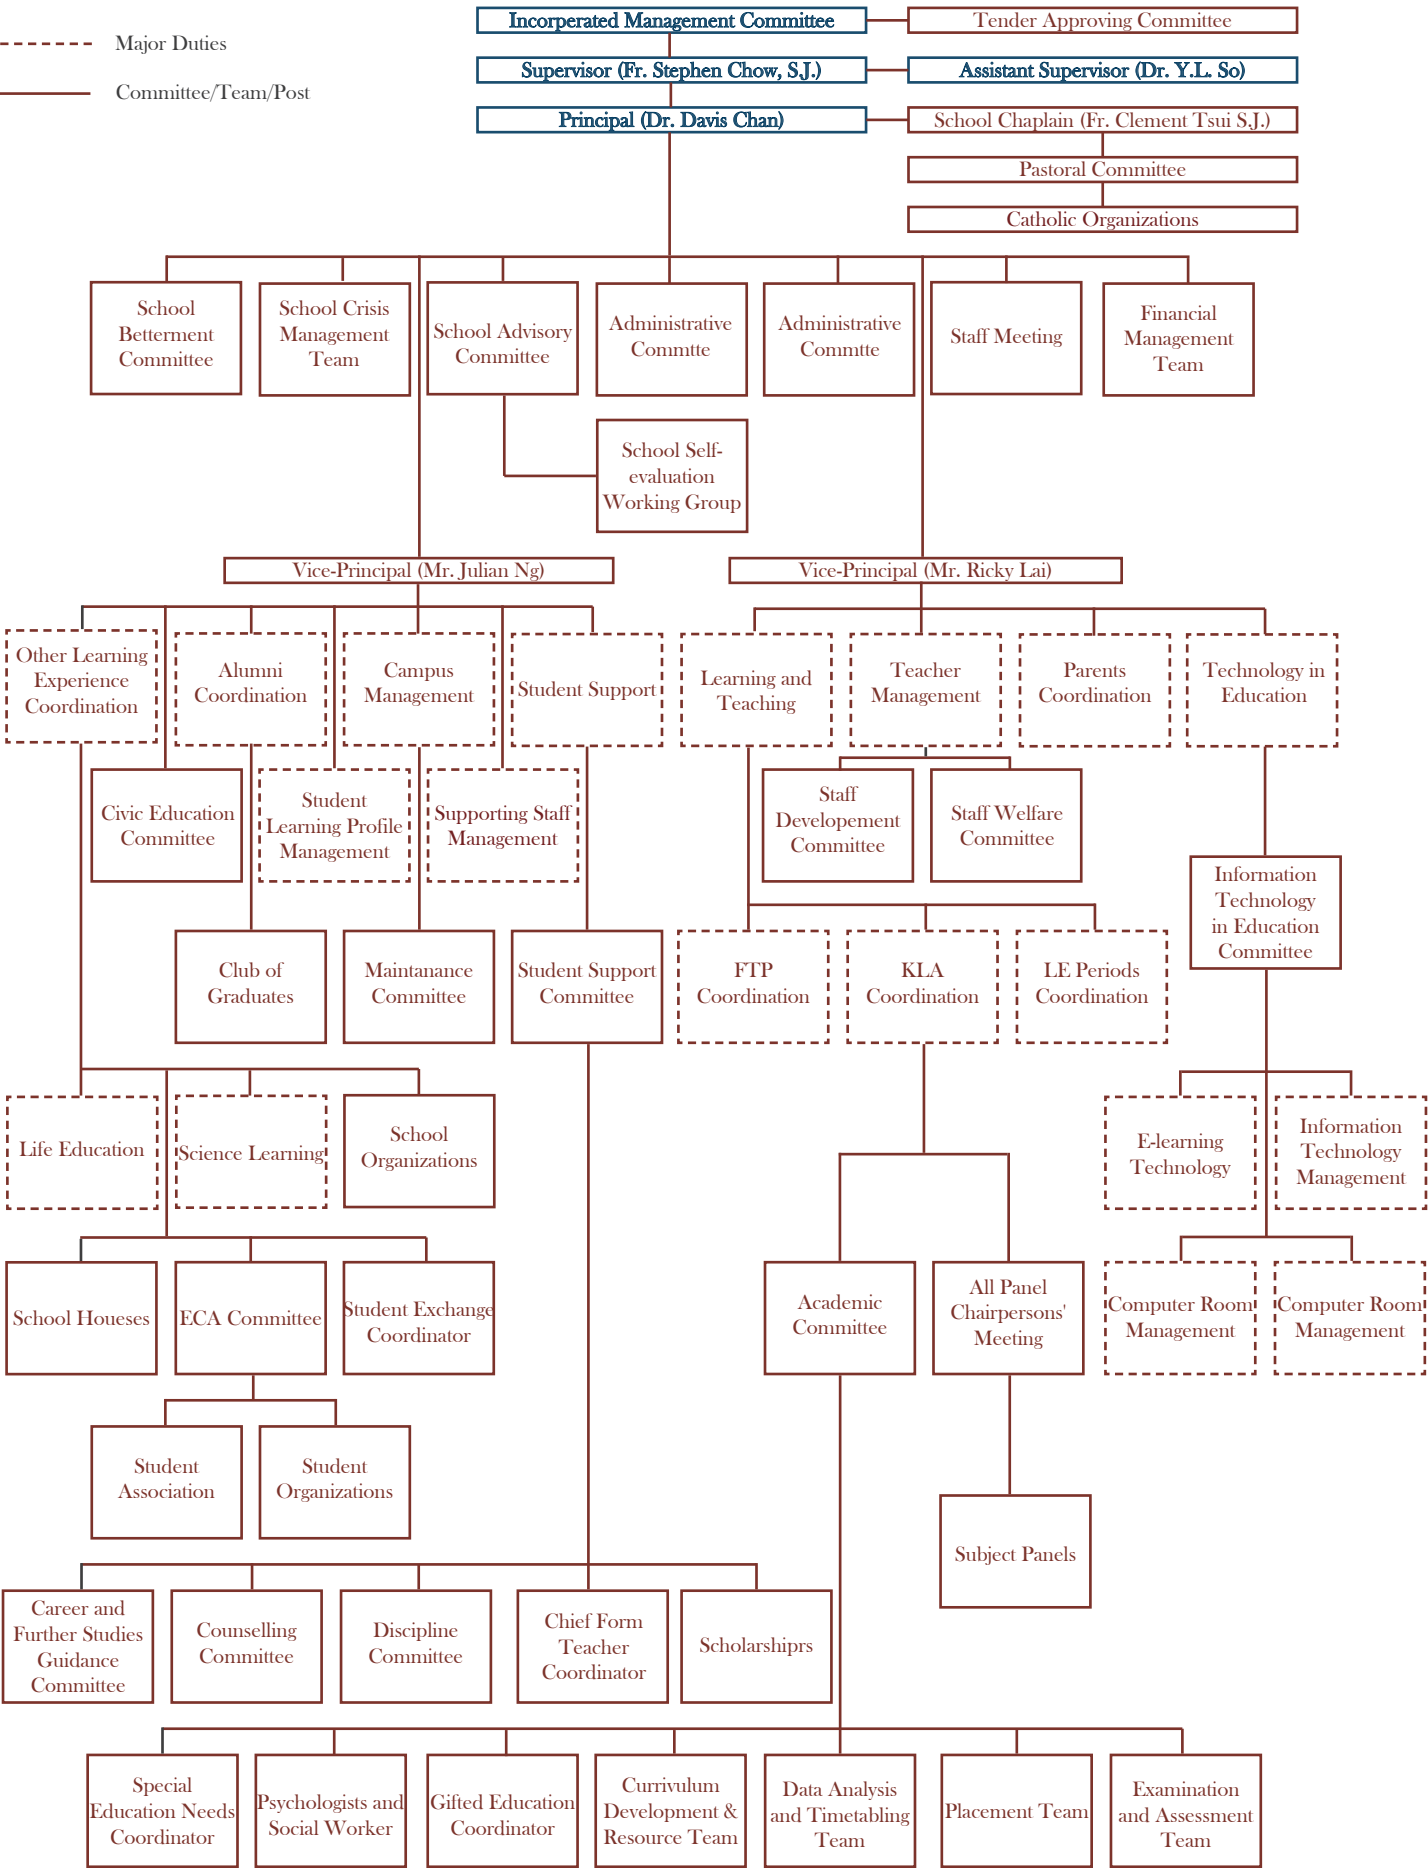 Incorperated Management Committee
Tender Approving Committee
Major Duties
Supervisor (Fr. Stephen Chow, S.J.)
Assistant Supervisor (Dr. Y.L. So)
Committee/Team/Post
Principal (Dr. Davis Chan)
School Chaplain (Fr. Clement Tsui S.J.)
Pastoral Committee
Catholic Organizations
School
Betterment
Committee
School Crisis
Management
Team
School Advisory
Committee
Administrative
Commtte
Administrative
Commtte
Staff Meeting
Financial
Management
Team
School Self-
evaluation
Working Group
Vice-Principal (Mr. Julian Ng)
Vice-Principal (Mr. Ricky Lai)
Other Learning
Experience
Coordination
Alumni
Coordination
Campus
Management
Student Support
Learning and
Teaching
Teacher
Management
Parents
Coordination
Technology in
Education
Civic Education
Committee
Student
Learning Profile
Management
Supporting Staff
Management
Staff
Developement
Committee
Staff Welfare
Committee
Information
Technology
in Education
Committee
Club of
Graduates
Maintanance
Committee
Student Support
Committee
FTP
Coordination
KLA
Coordination
LE Periods
Coordination
Life Education
Science Learning
School
Organizations
E-learning
Technology
Information
Technology
Management
School Houeses
ECA Committee
Student Exchange
Coordinator
Academic
Committee
All Panel
Chairpersons'
Meeting
Computer Room
Management
Computer Room
Management
Student
Association
Student
Organizations
Subject Panels
Career and
Further Studies
Guidance
Committee
Counselling
Committee
Discipline
Committee
Chief Form
Teacher
Coordinator
Scholarshiprs
Special
Education Needs
Coordinator
Psychologists and
Social Worker
Gifted Education
Coordinator
Currivulum
Development &
Resource Team
Data Analysis
and Timetabling
Team
Placement Team
Examination
and Assessment
Team